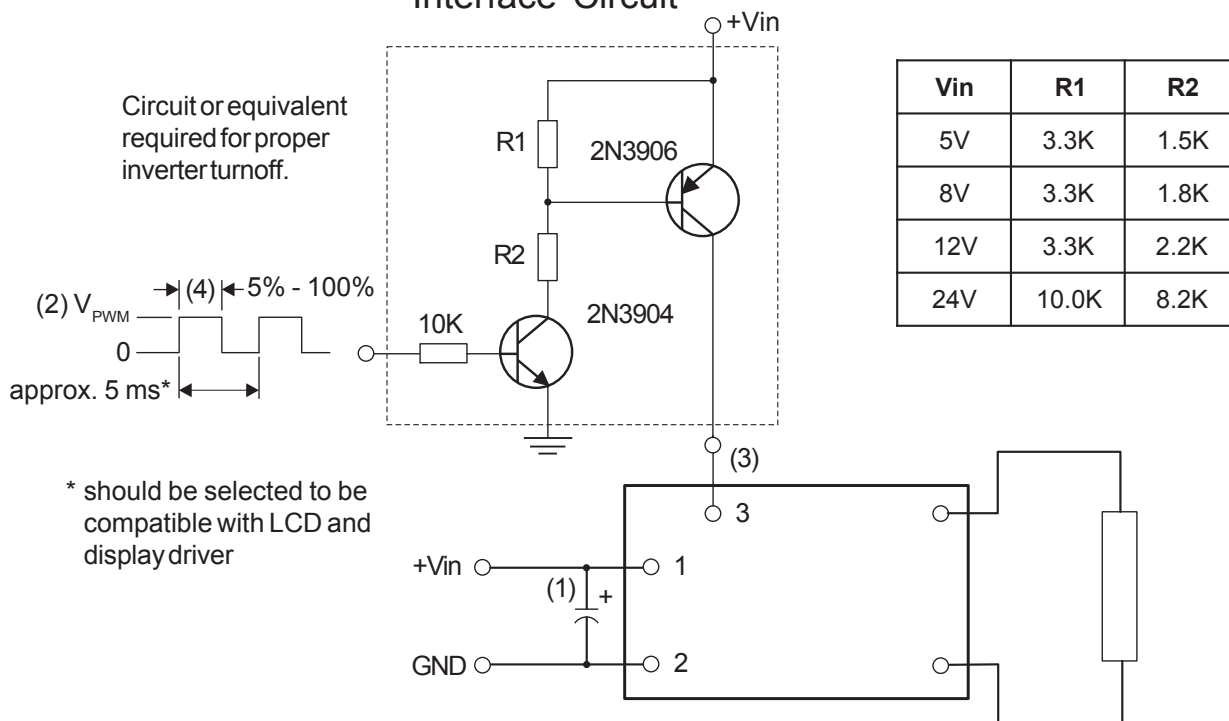 Interface Circuit
+Vin
Circuit or equivalent
required for proper
inverter turnoff.
R1
2N3906
R2
(4)
5% - 100%
(2) VPWM
0
approx. 5 ms*
10K
2N3904
(3)
* should be selected to be
compatible with LCD and
display driver
3
+Vin
(1)
+
1
GND
2
Vin R1 R2
5V 3.3K 1.5K
8V 3.3K 1.8K
12V 3.3K 2.2K
24V 10.0K 8.2K